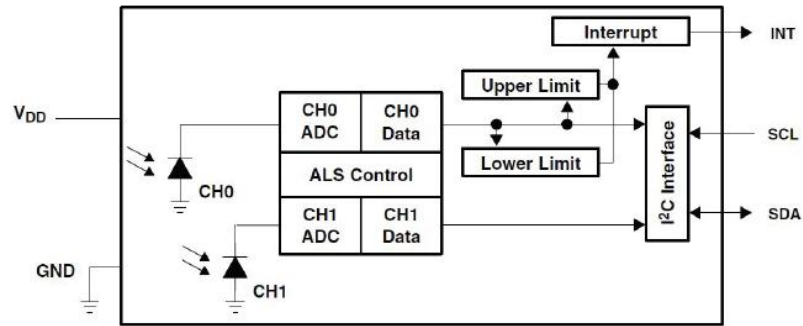 Interrupt
INT
Upper Limit
VDD
CH0
ADC
CH0
Data
SCL
Lower Limit
ALS Control
CH0
I²C Interface
CH1
ADC
CH1
Data
SDA
GND
CH1